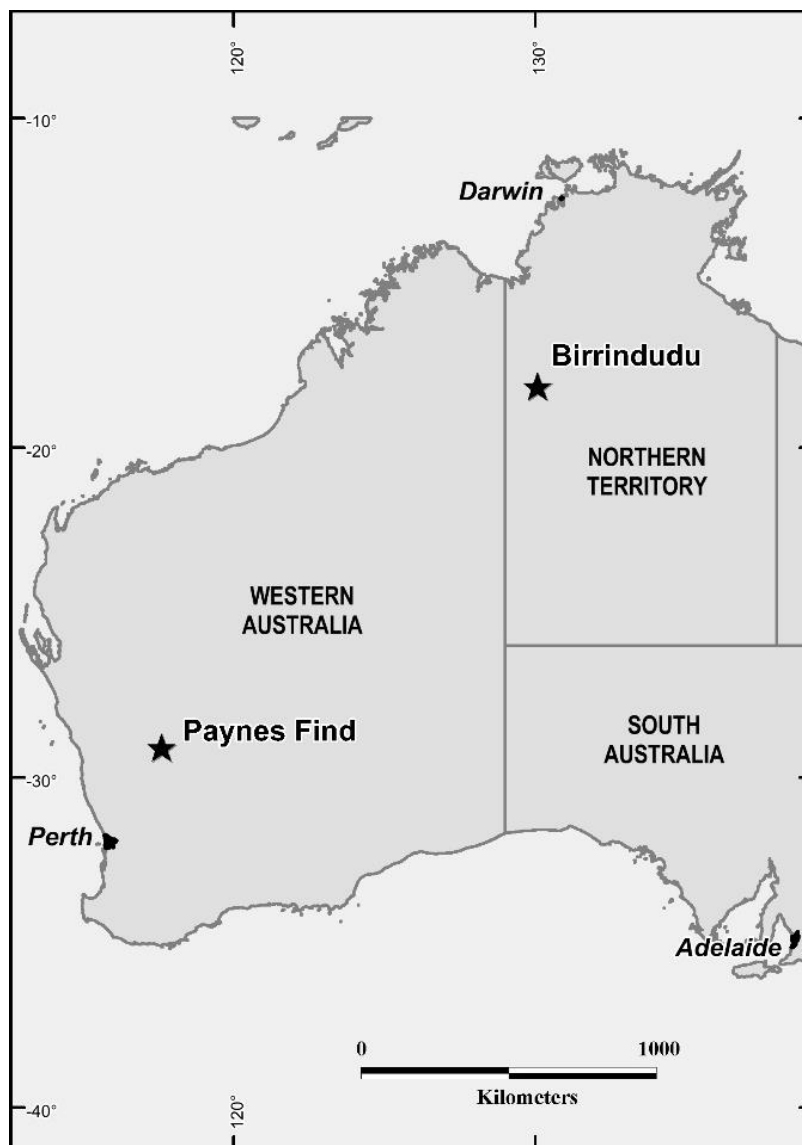 120°
130°
-10°
Darwin
Birrindudu
-20°
NORTHERN
TERRITORY
WESTERN
AUSTRALIA
Paynes Find
SOUTH
AUSTRALIA
-30°
Perth
Adelaide
0 1000
Kilometers
-40°
120°
130°